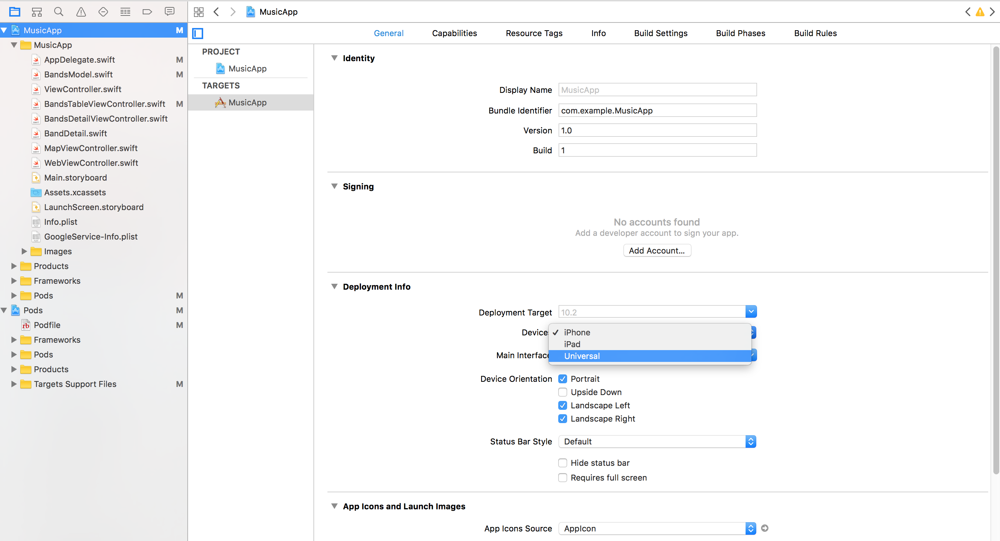 MusicApp
MusicApp M
General Capabilities Resource Tags Info Build Settings Build Phases Build Rules
MusicApp
AppDelegate.swift M
BandsModel.swift M
ViewController.swift
BandsTableViewController.swift M
BandsDetailViewController.swift
BandDetail.swift
MapViewController.swift
WebViewController.swift
Main.storyboard
Assets.xcassets
LaunchScreen.storyboard
Info.plist
GoogleService-Info.plist
Images
Products
Frameworks
Pods M
Pods M
rb Podfile M
Frameworks
Pods
Products
Targets Support Files M
PROJECT
MusicApp
TARGETS
MusicApp
Identity
Display Name MusicApp
Bundle Identifier com.example.MusicApp
Version 1.0
Build 1
Signing
No accounts found
Add a developer account to sign your app.
Add Account...
Deployment Info
Deployment Target 10.2
Device ✓ iPhone
iPad
Main Interface Universal
Device Orientation Portrait
Upside Down
Landscape Left
Landscape Right
Status Bar Style Default
Hide status bar
Requires full screen
App Icons and Launch Images
App Icons Source AppIcon